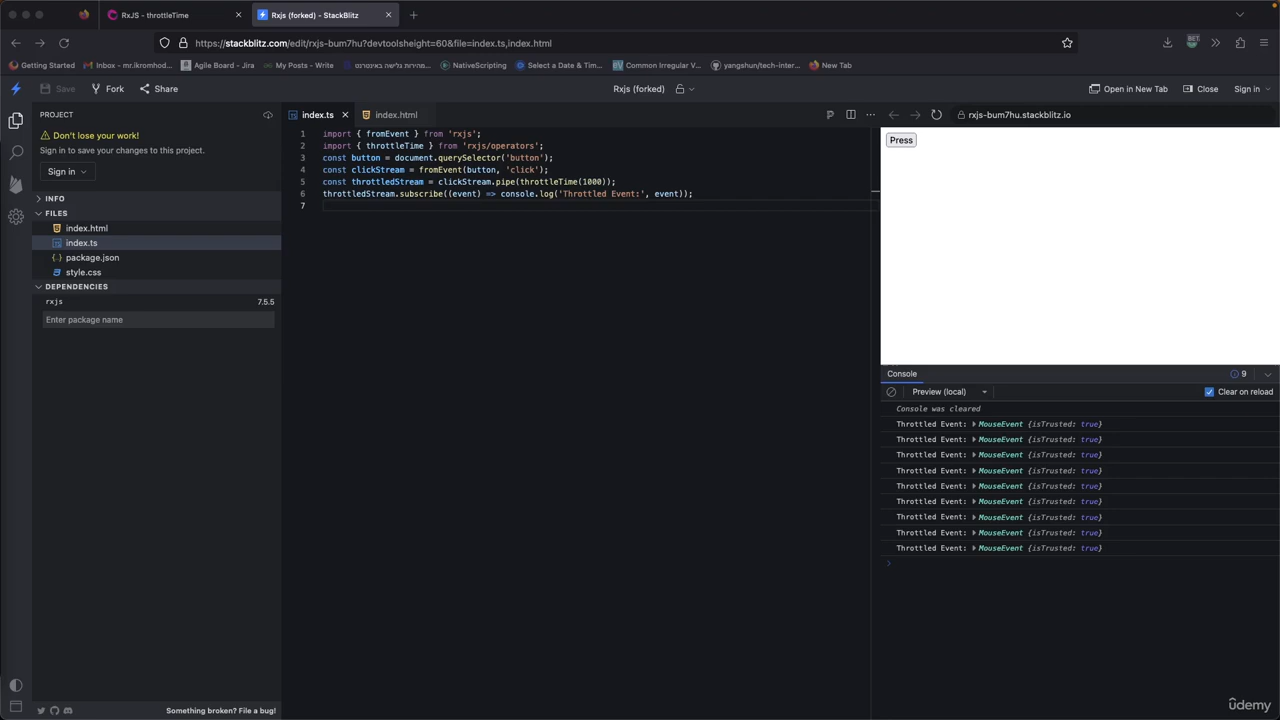 RxJS - throttleTime
Rxjs (forked) - StackBlitz
https://stackblitz.com/edit/rxjs-bum7hu?devtoolsheight=60&file=index.ts,index.html
BET
Getting Started
Inbox - mr.ikromhod...
Agile Board - Jira
My Posts - Write
מהירות גלישה באינטרנט...
NativeScripting
Select a Date & Tim...
Common Irregular V...
yangshun/tech-inter...
New Tab
Save
Fork
Share
Rxjs (forked)
Open in New Tab
Close
Sign in
PROJECT
Don't lose your work!
Sign in to save your changes to this project.
Sign in
INFO
FILES
index.html
index.ts
package.json
style.css
DEPENDENCIES
rxjs 7.5.5
Enter package name
Something broken? File a bug!
index.ts
index.html
1 import { fromEvent } from 'rxjs';
2 import { throttleTime } from 'rxjs/operators';
3 const button = document.querySelector('button');
4 const clickStream = fromEvent(button, 'click');
5 const throttledStream = clickStream.pipe(throttleTime(1000));
6 throttledStream.subscribe((event) => console.log('Throttled Event:', event));
7
rxjs-bum7hu.stackblitz.io
Press
Console
9
Preview (local)
Clear on reload
Console was cleared
Throttled Event: MouseEvent {isTrusted: true}
Throttled Event: MouseEvent {isTrusted: true}
Throttled Event: MouseEvent {isTrusted: true}
Throttled Event: MouseEvent {isTrusted: true}
Throttled Event: MouseEvent {isTrusted: true}
Throttled Event: MouseEvent {isTrusted: true}
Throttled Event: MouseEvent {isTrusted: true}
Throttled Event: MouseEvent {isTrusted: true}
Throttled Event: MouseEvent {isTrusted: true}
>
ûdemy